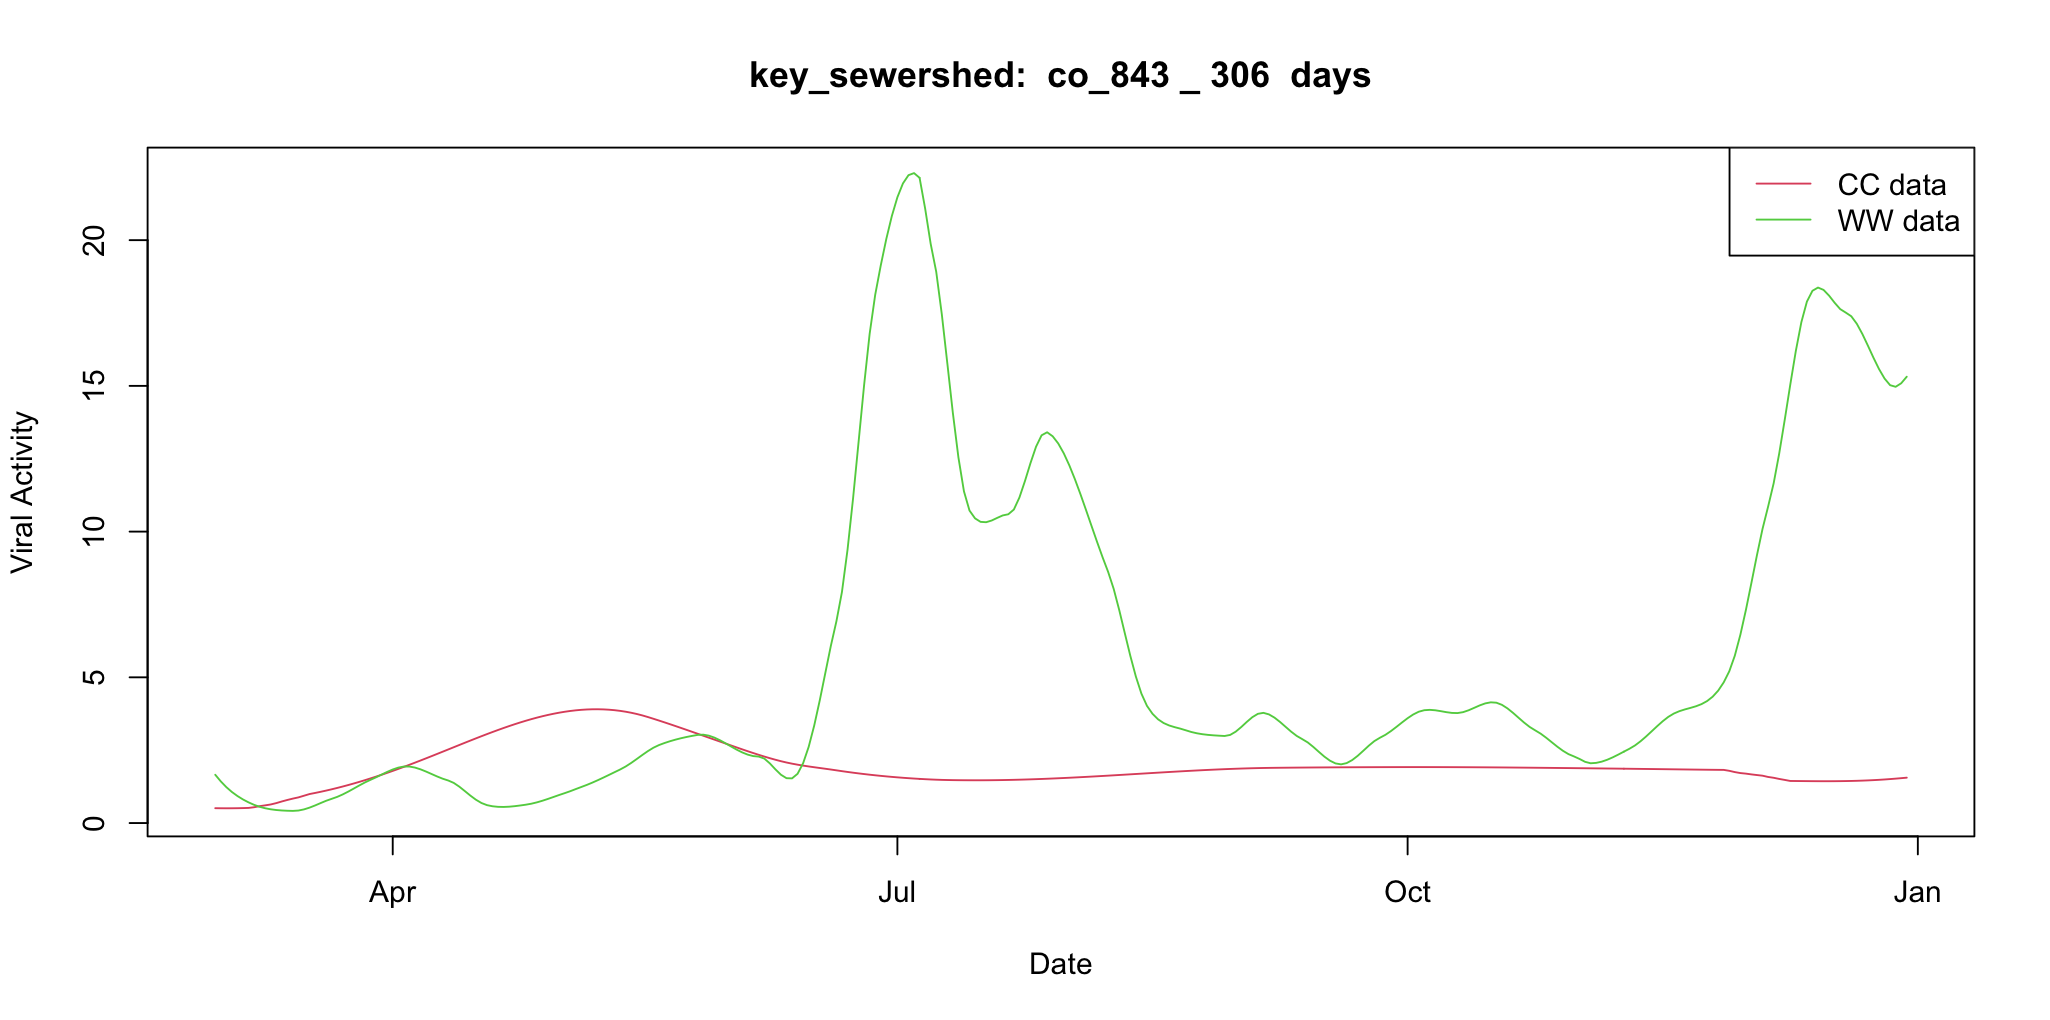 key_sewershed:  co_843 _ 306  days
CC data
WW data
Viral Activity
20
15
10
5
0
Apr
Jul
Oct
Jan
Date